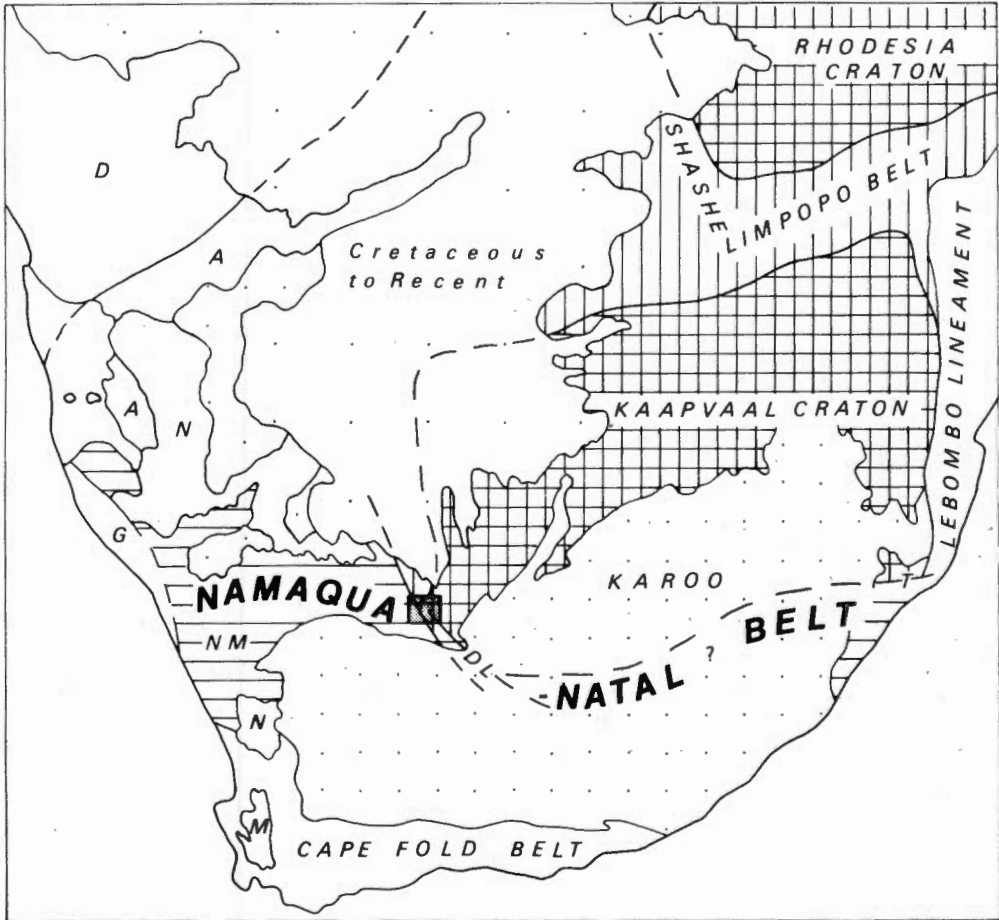 RHODESIA
CRATON
SHASHE
LIMPOPO BELT
D
A
Cretaceous
to Recent
LEBOMBO LINEAMENT
A
N
KAAPVAAL CRATON
G
KAROO
T
NAMAQUA
BELT
NM
DL
?
-NATAL
N
M
CAPE FOLD BELT